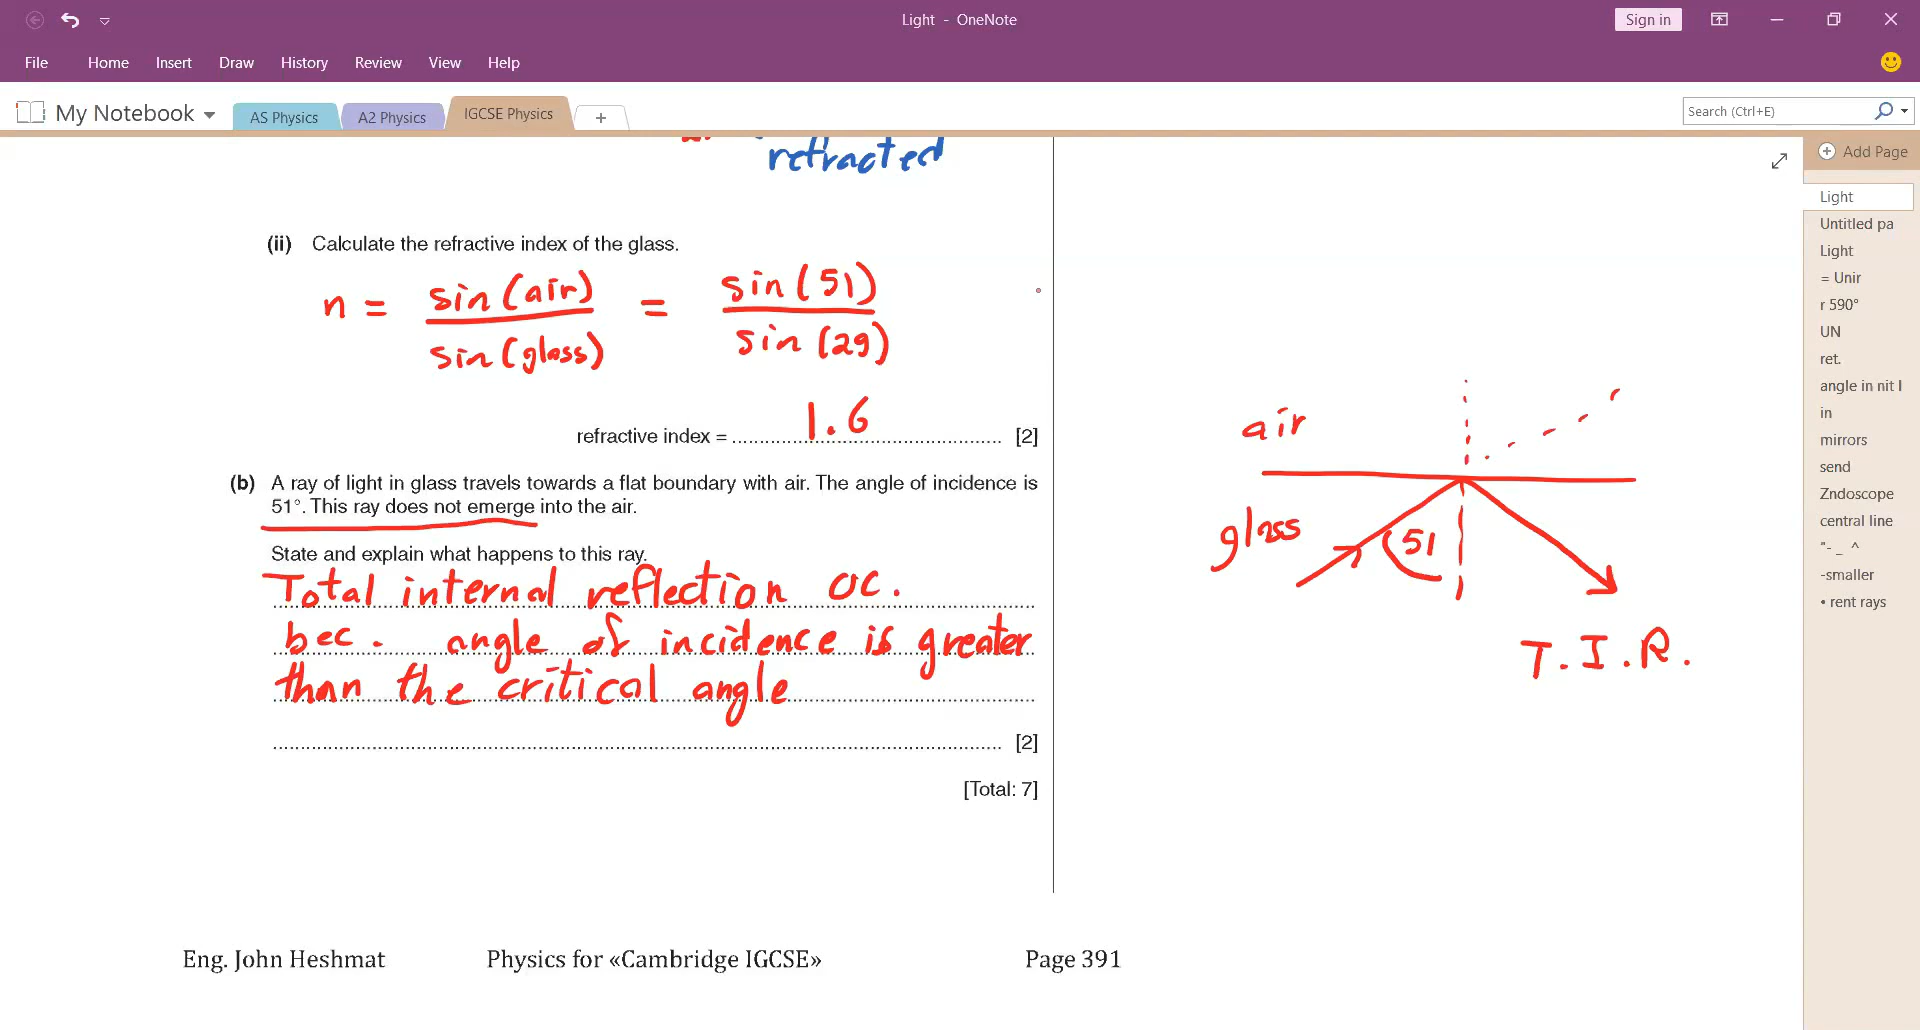 Light - OneNote
Sign in
File Home Insert Draw History Review View Help
My Notebook
AS Physics
A2 Physics
IGCSE Physics
+
Search (Ctrl+E)
Add Page
Light
Untitled pa
Light
= Unir
r 590°
UN
ret.
angle in nit I
in
mirrors
send
Zndoscope
central line
"- _ ^
-smaller
• rent rays
refracted
(ii) Calculate the refractive index of the glass.
n = sin(air) / sin(glass) = sin(51) / sin(29)
1.6
refractive index = ................................................ [2]
(b) A ray of light in glass travels towards a flat boundary with air. The angle of incidence is
51°. This ray does not emerge into the air.
State and explain what happens to this ray.
Total internal reflection oc.
bec. angle of incidence is greater
than the critical angle
[2]
[Total: 7]
air
glass
51
T.I.R.
Eng. John Heshmat Physics for «Cambridge IGCSE» Page 391